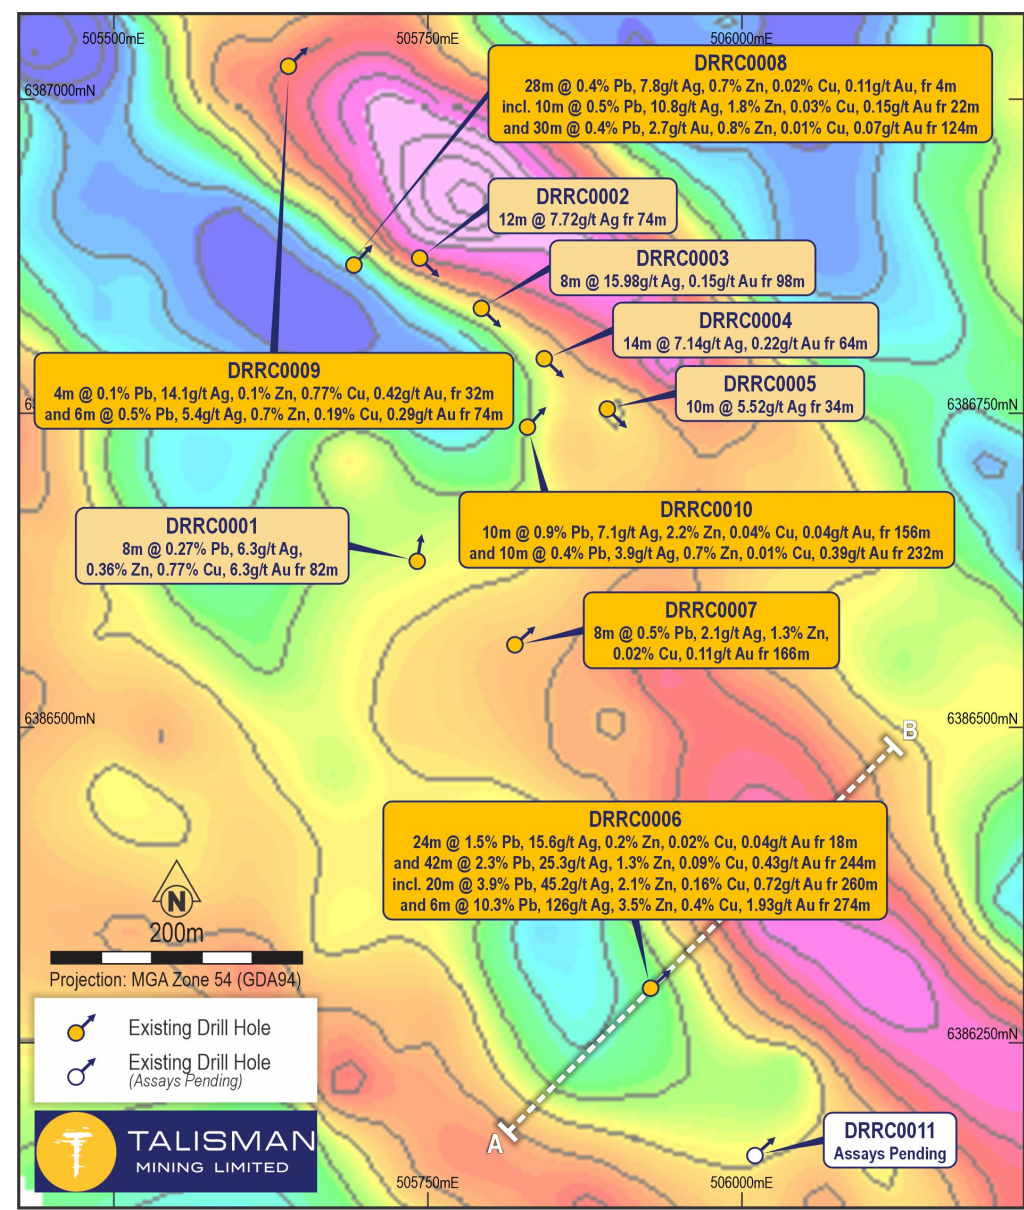 505500mE
505750mE
506000mE
6387000mN
DRRC0008
28m @ 0.4% Pb, 7.8g/t Ag, 0.7% Zn, 0.02% Cu, 0.11g/t Au, fr 4m
incl. 10m @ 0.5% Pb, 10.8g/t Ag, 1.8% Zn, 0.03% Cu, 0.15g/t Au fr 22m
and 30m @ 0.4% Pb, 2.7g/t Au, 0.8% Zn, 0.01% Cu, 0.07g/t Au fr 124m
DRRC0002
12m @ 7.72g/t Ag fr 74m
DRRC0003
8m @ 15.98g/t Ag, 0.15g/t Au fr 98m
DRRC0004
14m @ 7.14g/t Ag, 0.22g/t Au fr 64m
DRRC0009
4m @ 0.1% Pb, 14.1g/t Ag, 0.1% Zn, 0.77% Cu, 0.42g/t Au, fr 32m
and 6m @ 0.5% Pb, 5.4g/t Ag, 0.7% Zn, 0.19% Cu, 0.29g/t Au fr 74m
DRRC0005
10m @ 5.52g/t Ag fr 34m
6386750mN
DRRC0010
10m @ 0.9% Pb, 7.1g/t Ag, 2.2% Zn, 0.04% Cu, 0.04g/t Au, fr 156m
and 10m @ 0.4% Pb, 3.9g/t Ag, 0.7% Zn, 0.01% Cu, 0.39g/t Au fr 232m
DRRC0001
8m @ 0.27% Pb, 6.3g/t Ag,
0.36% Zn, 0.77% Cu, 6.3g/t Au fr 82m
DRRC0007
8m @ 0.5% Pb, 2.1g/t Ag, 1.3% Zn,
0.02% Cu, 0.11g/t Au fr 166m
6386500mN
6386500mN
B
DRRC0006
24m @ 1.5% Pb, 15.6g/t Ag, 0.2% Zn, 0.02% Cu, 0.04g/t Au fr 18m
and 42m @ 2.3% Pb, 25.3g/t Ag, 1.3% Zn, 0.09% Cu, 0.43g/t Au fr 244m
incl. 20m @ 3.9% Pb, 45.2g/t Ag, 2.1% Zn, 0.16% Cu, 0.72g/t Au fr 260m
and 6m @ 10.3% Pb, 126g/t Ag, 3.5% Zn, 0.4% Cu, 1.93g/t Au fr 274m
N
200m
Projection: MGA Zone 54 (GDA94)
Existing Drill Hole
Existing Drill Hole
(Assays Pending)
6386250mN
A
DRRC0011
Assays Pending
TALISMAN
MINING LIMITED
505750mE
506000mE